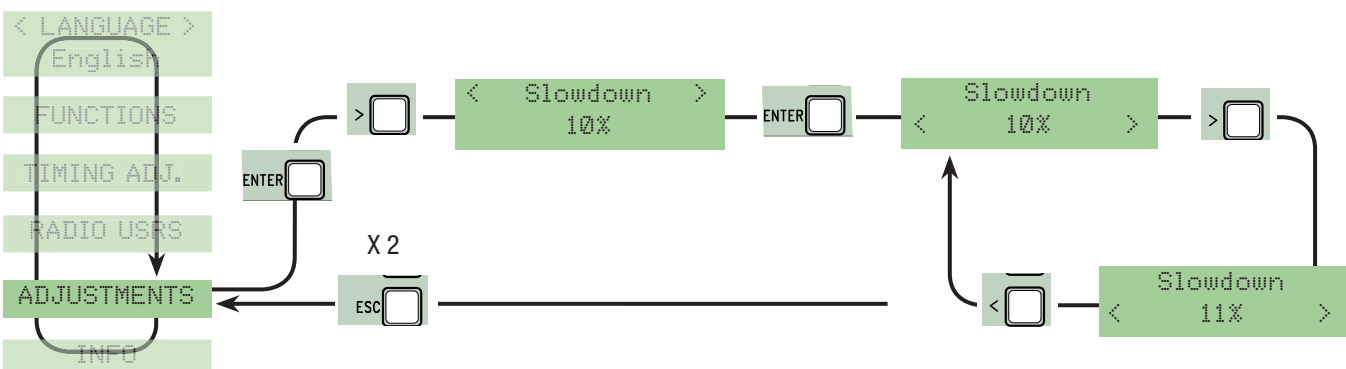 < LANGUAGE >
English
FUNCTIONS
TIMING ADJ.
RADIO USRS
ADJUSTMENTS
INFO
ENTER
>
< Slowdown >
10%
ENTER
Slowdown
< 10% >
>
Slowdown
< 11% >
<
X 2
ESC